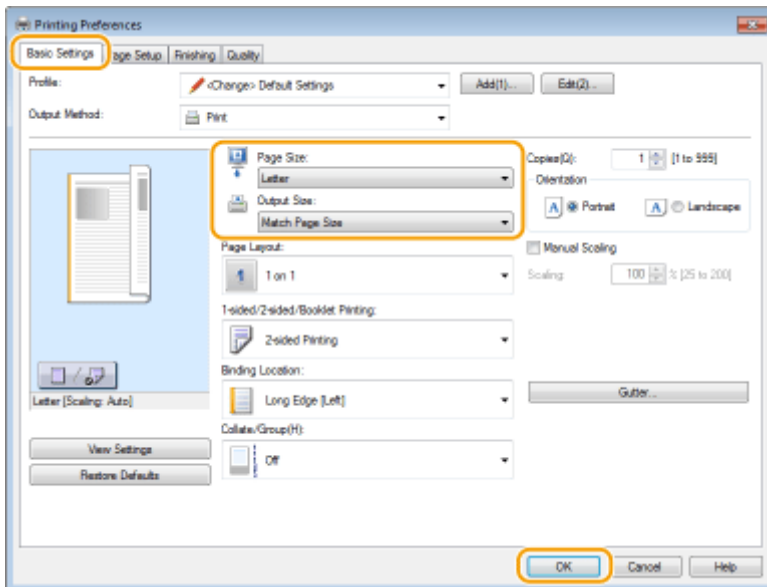 Printing Preferences
Basic Settings Page Setup Finishing Quality
Profile: <Change> Default Settings Add(1)... Edit(2)...
Output Method: Print
Page Size:
Letter
Output Size:
Match Page Size
Copies(Q): 1 [1 to 999]
Orientation
A Portrait A Landscape
Page Layout:
1 1 on 1
Manual Scaling
Scaling: 100 % [25 to 200]
1-sided/2-sided/Booklet Printing:
2-sided Printing
Binding Location:
Long Edge [Left]
Gutter...
Letter [Scaling: Auto]
Collate/Group(H):
Off
View Settings
Restore Defaults
OK Cancel Help